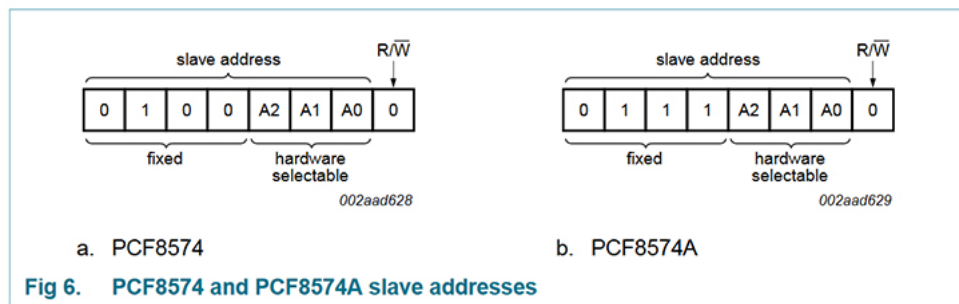 R/W̅
slave address
0 1 0 0 A2 A1 A0 0
fixed
hardware
selectable
002aad628
a. PCF8574
R/W̅
slave address
0 1 1 1 A2 A1 A0 0
fixed
hardware
selectable
002aad629
b. PCF8574A
Fig 6. PCF8574 and PCF8574A slave addresses